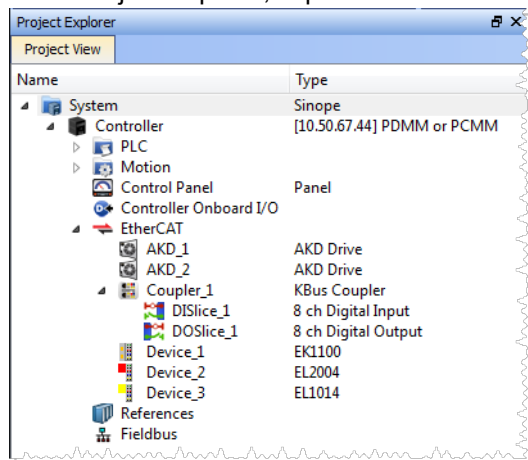 Project Explorer
Project View
Name Type
System Sinope
Controller [10.50.67.44] PDMM or PCMM
PLC
Motion
Control Panel Panel
Controller Onboard I/O
EtherCAT
AKD_1 AKD Drive
AKD_2 AKD Drive
Coupler_1 KBus Coupler
DISlice_1 8 ch Digital Input
DOSlice_1 8 ch Digital Output
Device_1 EK1100
Device_2 EL2004
Device_3 EL1014
References
Fieldbus